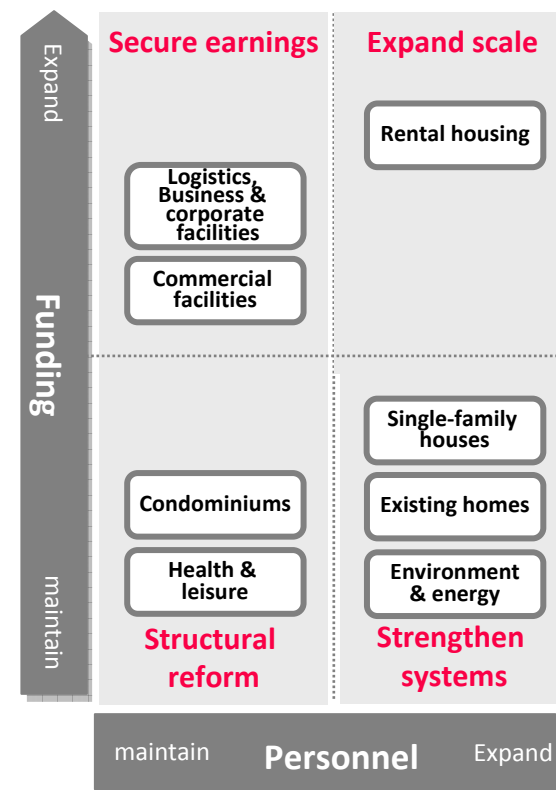 Secure earnings
Expand scale
Expand
Rental housing
Logistics,
Business &
corporate
facilities
Commercial
facilities
Funding
Single-family
houses
Condominiums
Existing homes
Health &
leisure
Environment
& energy
maintain
Structural
reform
Strengthen
systems
maintain
Personnel
Expand